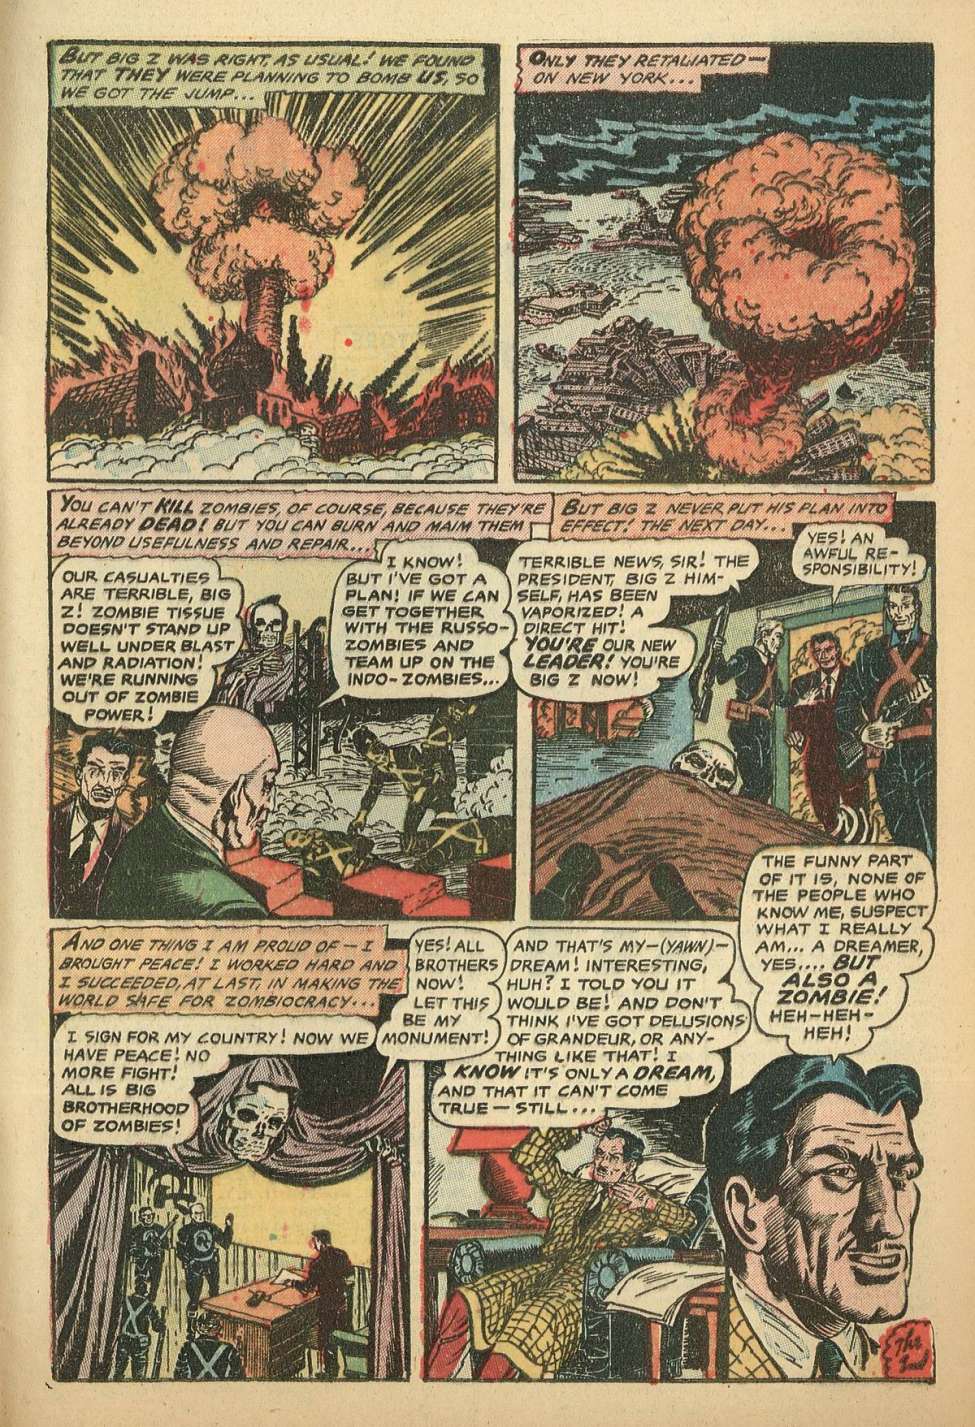 BUT BIG Z WAS RIGHT, AS USUAL! WE FOUND
THAT THEY WERE PLANNING TO BOMB US, SO
WE GOT THE JUMP...
ONLY THEY RETALIATED—
ON NEW YORK...
YOU CAN'T KILL ZOMBIES, OF COURSE, BECAUSE THEY'RE
ALREADY DEAD! BUT YOU CAN BURN AND MAIM THEM
BEYOND USEFULNESS AND REPAIR...
OUR CASUALTIES
ARE TERRIBLE, BIG
Z! ZOMBIE TISSUE
DOESN'T STAND UP
WELL UNDER BLAST
AND RADIATION!
WE'RE RUNNING
OUT OF ZOMBIE
POWER!
I KNOW!
BUT I'VE GOT A
PLAN! IF WE CAN
GET TOGETHER
WITH THE RUSSO-
ZOMBIES AND
TEAM UP ON THE
INDO-ZOMBIES...
BUT BIG Z NEVER PUT HIS PLAN INTO
EFFECT! THE NEXT DAY...
TERRIBLE NEWS, SIR! THE
PRESIDENT, BIG Z HIM-
SELF, HAS BEEN
VAPORIZED! A
DIRECT HIT!
YOU'RE OUR NEW
LEADER! YOU'RE
BIG Z NOW!
YES! AN
AWFUL RE-
SPONSIBILITY!
AND ONE THING I AM PROUD OF — I
BROUGHT PEACE! I WORKED HARD AND
I SUCCEEDED, AT LAST, IN MAKING THE
WORLD SAFE FOR ZOMBIOCRACY...
I SIGN FOR MY COUNTRY! NOW WE
HAVE PEACE! NO
MORE FIGHT!
ALL IS BIG
BROTHERHOOD
OF ZOMBIES!
YES! ALL
BROTHERS
NOW!
LET THIS
BE MY
MONUMENT!
AND THAT'S MY—(YAWN)—
DREAM! INTERESTING,
HUH? I TOLD YOU IT
WOULD BE! AND DON'T
THINK I'VE GOT DELUSIONS
OF GRANDEUR, OR ANY-
THING LIKE THAT! I
KNOW IT'S ONLY A DREAM,
AND THAT IT CAN'T COME
TRUE — STILL...
THE FUNNY PART
OF IT IS, NONE OF
THE PEOPLE WHO
KNOW ME, SUSPECT
WHAT I REALLY
AM... A DREAMER,
YES.... BUT
ALSO A
ZOMBIE!
HEH-HEH-
HEH!
The
End